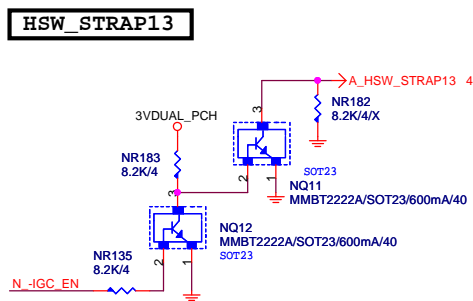 HSW_STRAP13
A_HSW_STRAP13 4
3
NR182
8.2K/4/X
3VDUAL_PCH
NR183
8.2K/4
2
1
SOT23
NQ11
MMBT2222A/SOT23/600mA/40
3
NQ12
MMBT2222A/SOT23/600mA/40
SOT23
NR135
8.2K/4
2
1
N_-IGC_EN